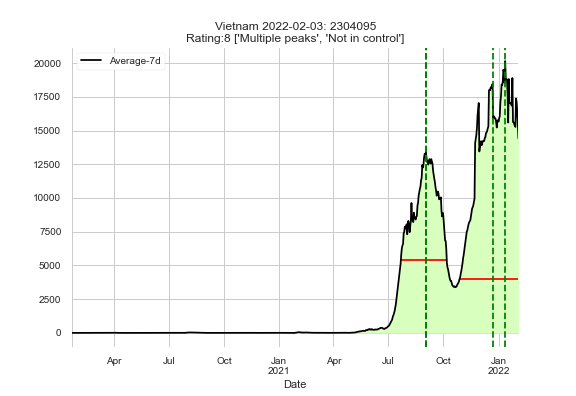 Vietnam 2022-02-03: 2304095
Rating:8 ['Multiple peaks', 'Not in control']
Average-7d
20000
17500
15000
12500
10000
7500
5000
2500
0
Apr
Jul
Oct
Jan
2021
Apr
Jul
Oct
Jan
2022
Date